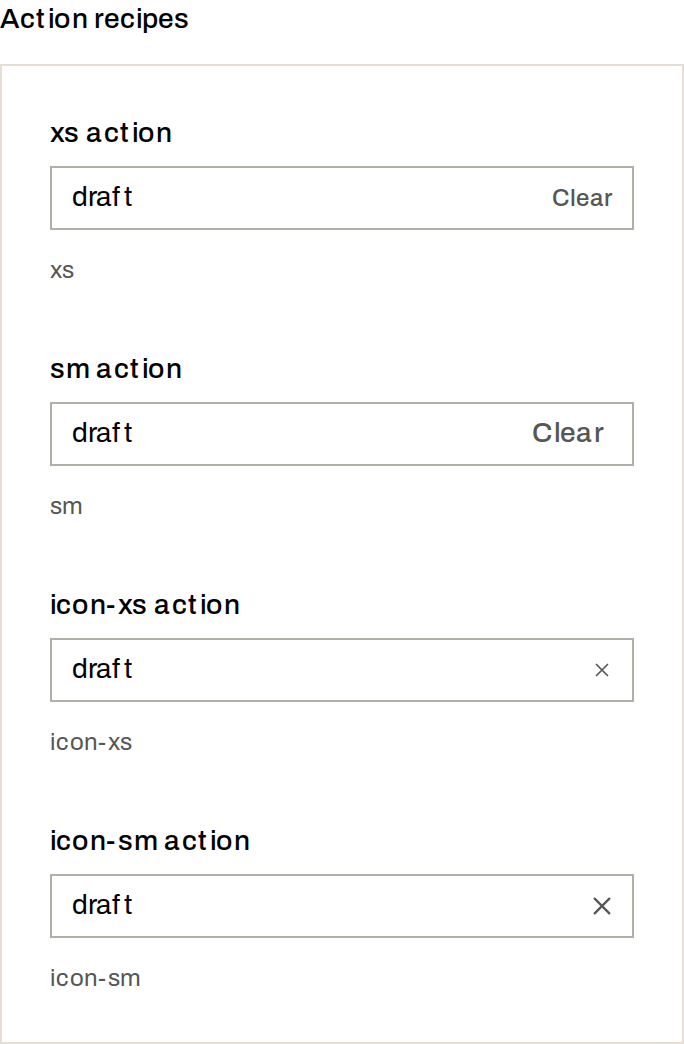 Action recipes
xs action
draft
Clear
xs
sm action
draft
Clear
sm
icon-xs action
draft
icon-xs
icon-sm action
draft
icon-sm